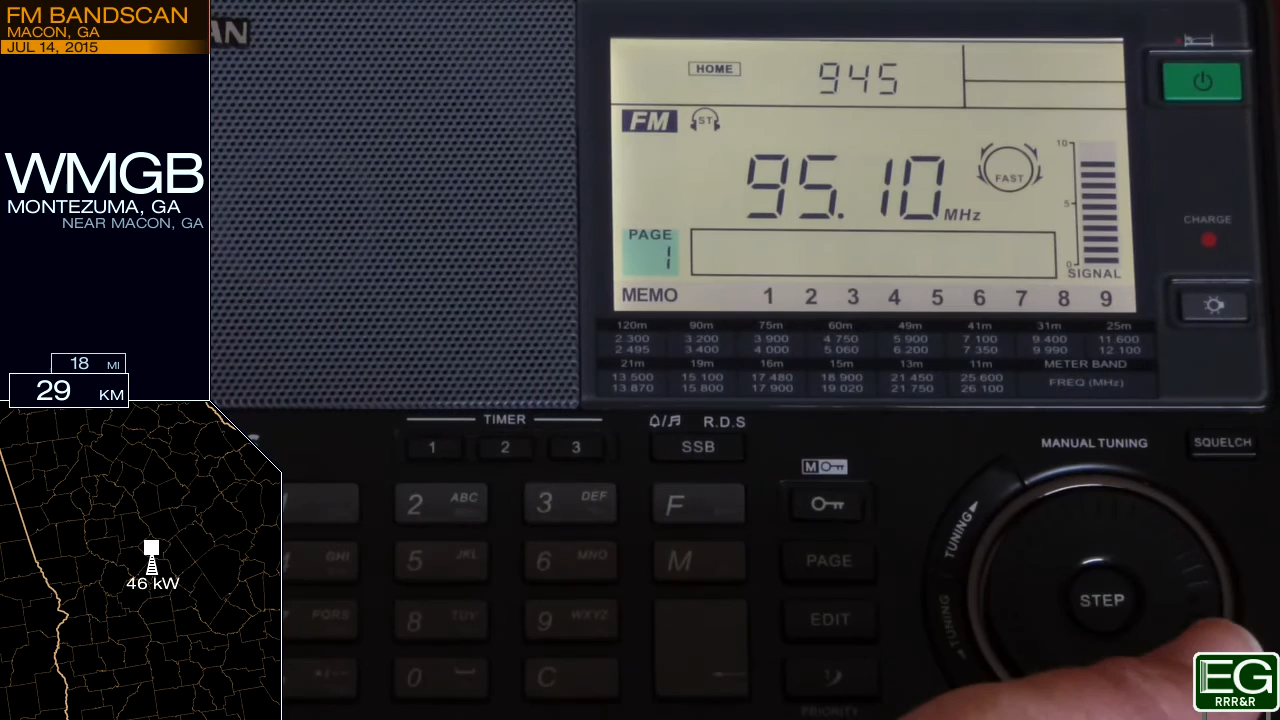 FM BANDSCAN
MACON, GA
JUL 14, 2015
WMGB
MONTEZUMA, GA
NEAR MACON, GA
18 MI
29 KM
46 kW
AN
HOME 945
FM ST
95.10 MHz
FAST
10
5
0
SIGNAL
PAGE
1
MEMO 1 2 3 4 5 6 7 8 9
120m 90m 75m 60m 49m 41m 31m 25m
2.300 3 200 3 900 4 750 5 900 7 100 9 400 11 600
2 495 3 400 4 000 5 060 6 200 7 350 9 990 12 100
21m 19m 16m 15m 13m 11m METER BAND
13 500 15 100 17 480 18 900 21 450 25 600 FREQ (MHz)
13 870 15 800 17 900 19 020 21 750 26 100
CHARGE
TIMER
1 2 3
R.D.S
SSB
M
MANUAL TUNING
SQUELCH
2 ABC 3 DEF F
4 GHI 5 JKL 6 MNO M PAGE
PQRS 8 TUV 9 WXYZ EDIT
0 C
PRIORITY
TUNING
TUNING
STEP
EG
RRR&R